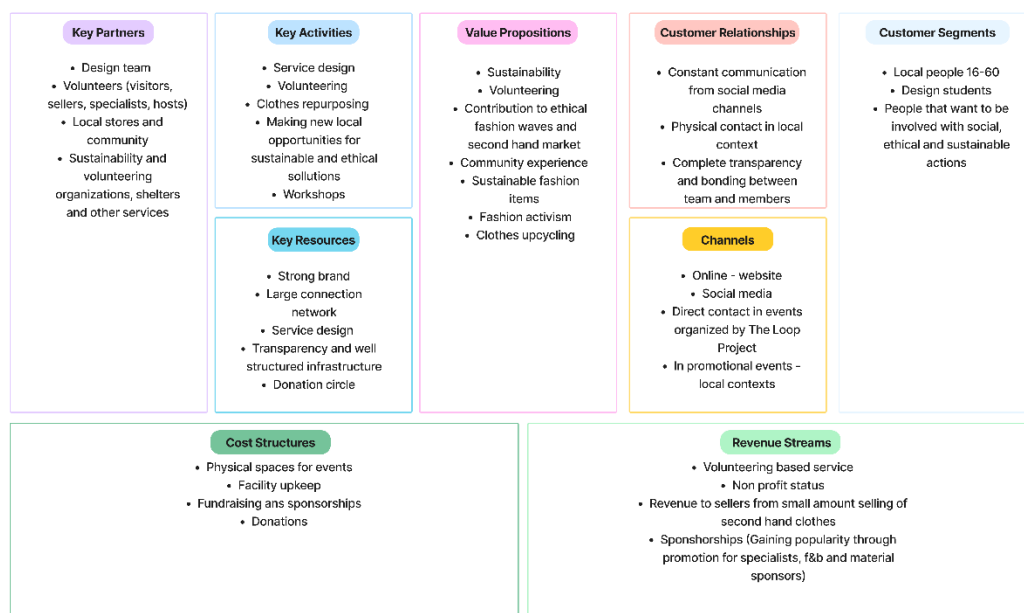 Key Partners
• Design team
• Volunteers (visitors,
sellers, specialists, hosts)
• Local stores and
community
• Sustainability and
volunteering
organizations, shelters
and other services
Key Activities
• Service design
• Volunteering
• Clothes repurposing
• Making new local
opportunities for
sustainable and ethical
sollutions
• Workshops
Key Resources
• Strong brand
• Large connection
network
• Service design
• Transparency and well
structured infrastructure
• Donation circle
Value Propositions
• Sustainability
• Volunteering
• Contribution to ethical
fashion waves and
second hand market
• Community experience
• Sustainable fashion
items
• Fashion activism
• Clothes upcycling
Customer Relationships
• Constant communication
from social media
channels
• Physical contact in local
context
• Complete transparency
and bonding between
team and members
Channels
• Online - website
• Social media
• Direct contact in events
organized by The Loop
Project
• In promotional events -
local contexts
Customer Segments
• Local people 16-60
• Design students
• People that want to be
involved with social,
ethical and sustainable
actions
Cost Structures
• Physical spaces for events
• Facility upkeep
• Fundraising ans sponsorships
• Donations
Revenue Streams
• Volunteering based service
• Non profit status
• Revenue to sellers from small amount selling of
second hand clothes
• Sponshorships (Gaining popularity through
promotion for specialists, f&b and material
sponsors)